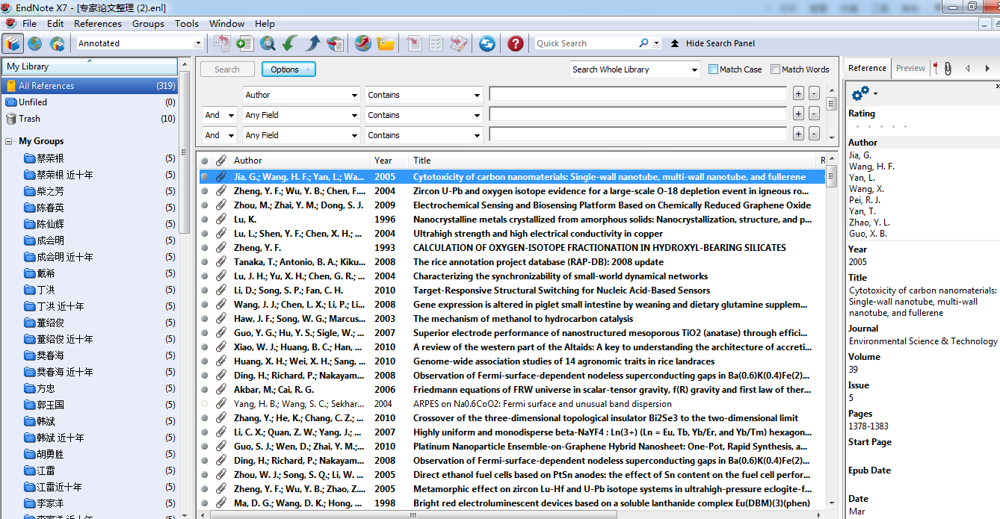 EndNote X7 - [专家论文整理 (2).enl]
File Edit References Groups Tools Window Help
Annotated
Quick Search
Hide Search Panel
My Library
All References (319)
Unfiled (0)
Trash (10)
My Groups
蔡荣根 (5)
蔡荣根 近十年 (5)
柴之芳 (5)
陈春英 (5)
陈仙辉 (5)
成会明 (5)
成会明 近十年 (5)
戴希 (5)
丁洪 (5)
丁洪 近十年 (5)
董绍俊 (5)
董绍俊 近十年 (5)
樊春海 (5)
樊春海 近十年 (5)
方忠 (5)
郭玉国 (5)
韩斌 (5)
韩斌 近十年 (5)
胡勇胜 (5)
江雷 (5)
江雷近十年 (5)
李家洋 (5)
李家洋 近十年 (5)
Search Options Search Whole Library Match Case Match Words
Author Contains + -
And Any Field Contains + -
And Any Field Contains + -
Author Year Title R
Jia, G.; Wang, H. F.; Yan, L.; Wa... 2005 Cytotoxicity of carbon nanomaterials: Single-wall nanotube, multi-wall nanotube, and fullerene
Zheng, Y. F.; Wu, Y. B.; Chen, F.... 2004 Zircon U-Pb and oxygen isotope evidence for a large-scale O-18 depletion event in igneous ro...
Zhou, M.; Zhai, Y. M.; Dong, S. J. 2009 Electrochemical Sensing and Biosensing Platform Based on Chemically Reduced Graphene Oxide
Lu, K. 1996 Nanocrystalline metals crystallized from amorphous solids: Nanocrystallization, structure, and p...
Lu, L.; Shen, Y. F.; Chen, X. H.; ... 2004 Ultrahigh strength and high electrical conductivity in copper
Zheng, Y. F. 1993 CALCULATION OF OXYGEN-ISOTOPE FRACTIONATION IN HYDROXYL-BEARING SILICATES
Tanaka, T.; Antonio, B. A.; Kiku... 2008 The rice annotation project database (RAP-DB): 2008 update
Lu, J. H.; Yu, X. H.; Chen, G. R.; ... 2004 Characterizing the synchronizability of small-world dynamical networks
Li, D.; Song, S. P.; Fan, C. H. 2010 Target-Responsive Structural Switching for Nucleic Acid-Based Sensors
Wang, J. J.; Chen, L. X.; Li, P.; Li... 2008 Gene expression is altered in piglet small intestine by weaning and dietary glutamine supplem...
Haw, J. F.; Song, W. G.; Marcus... 2003 The mechanism of methanol to hydrocarbon catalysis
Guo, Y. G.; Hu, Y. S.; Sigle, W.; ... 2007 Superior electrode performance of nanostructured mesoporous TiO2 (anatase) through effici...
Xiao, W. J.; Huang, B. C.; Han, ... 2010 A review of the western part of the Altaids: A key to understanding the architecture of accreti...
Huang, X. H.; Wei, X. H.; Sang, ... 2010 Genome-wide association studies of 14 agronomic traits in rice landraces
Ding, H.; Richard, P.; Nakayam... 2008 Observation of Fermi-surface-dependent nodeless superconducting gaps in Ba(0.6)K(0.4)Fe(2)...
Akbar, M.; Cai, R. G. 2006 Friedmann equations of FRW universe in scalar-tensor gravity, f(R) gravity and first law of ther...
Yang, H. B.; Wang, S. C.; Sekhar... 2004 ARPES on Na0.6CoO2: Fermi surface and unusual band dispersion
Zhang, Y.; He, K.; Chang, C. Z.; ... 2010 Crossover of the three-dimensional topological insulator Bi2Se3 to the two-dimensional limit
Li, C. X.; Quan, Z. W.; Yang, J.; ... 2007 Highly uniform and monodisperse beta-NaYF4 : Ln(3+) (Ln = Eu, Tb, Yb/Er, and Yb/Tm) hexagon...
Guo, S. J.; Wen, D.; Zhai, Y. M.;... 2010 Platinum Nanoparticle Ensemble-on-Graphene Hybrid Nanosheet: One-Pot, Rapid Synthesis, a...
Ding, H.; Richard, P.; Nakayam... 2008 Observation of Fermi-surface-dependent nodeless superconducting gaps in Ba(0.6)K(0.4)Fe(2)...
Zhou, W. J.; Song, S. Q.; Li, W. ... 2005 Direct ethanol fuel cells based on PtSn anodes: the effect of Sn content on the fuel cell perfor...
Zheng, Y. F.; Wu, Y. B.; Zhao, Z.... 2005 Metamorphic effect on zircon Lu-Hf and U-Pb isotope systems in ultrahigh-pressure eclogite-f...
Ma, D. G.; Wang, D. K.; Hong, ... 1998 Bright red electroluminescent devices based on a soluble lanthanide complex Eu(DBM)(3)(phen)
Reference Preview
Rating
Author
Jia, G.
Wang, H. F.
Yan, L.
Wang, X.
Pei, R. J.
Yan, T.
Zhao, Y. L.
Guo, X. B.
Year
2005
Title
Cytotoxicity of carbon nanomaterials:
Single-wall nanotube, multi-wall
nanotube, and fullerene
Journal
Environmental Science & Technology
Volume
39
Issue
5
Pages
1378-1383
Start Page
Epub Date
Date
Mar